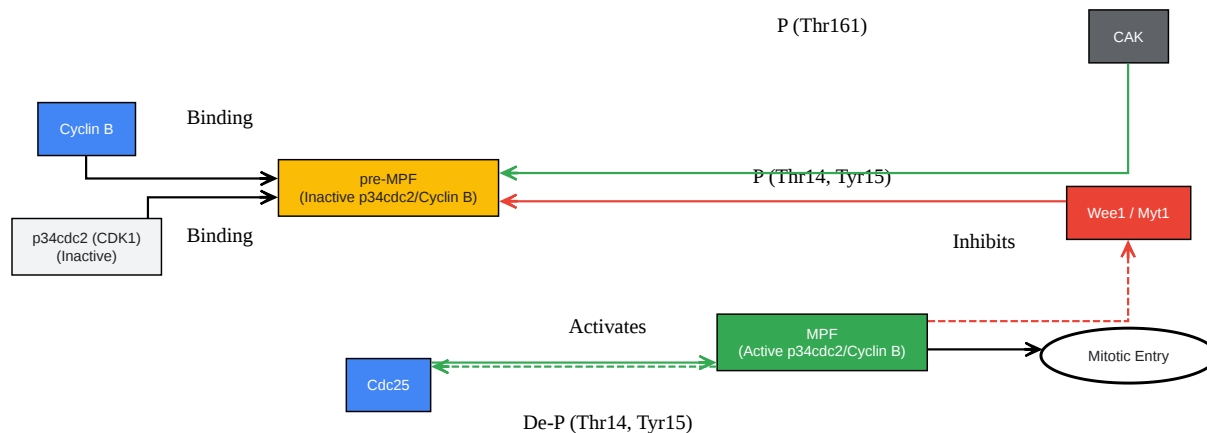 P (Thr161)
CAK
Cyclin B
Binding
pre-MPF
(Inactive p34cdc2/Cyclin B)
P (Thr14, Tyr15)
Wee1 / Myt1
p34cdc2 (CDK1)
(Inactive)
Binding
Inhibits
Activates
MPF
(Active p34cdc2/Cyclin B)
Mitotic Entry
Cdc25
De-P (Thr14, Tyr15)